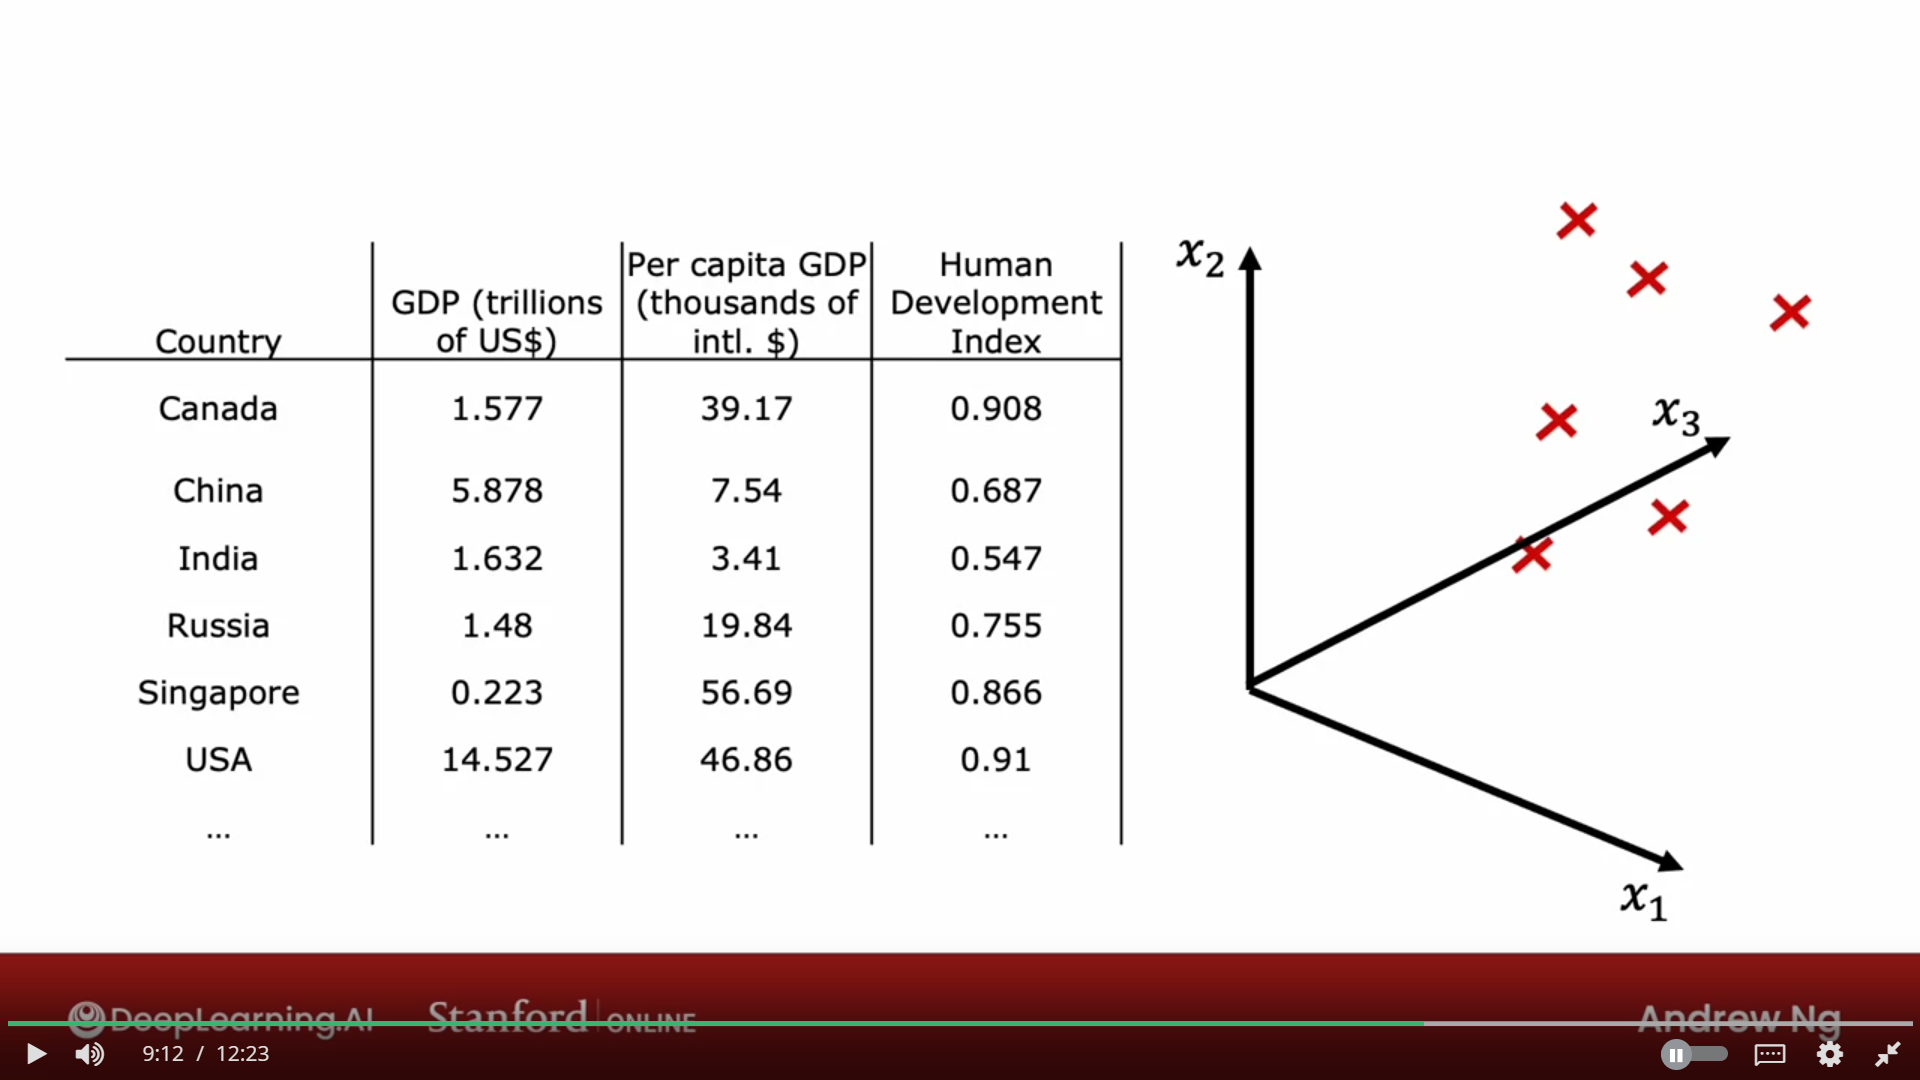 Country
GDP (trillions
of US$)
Per capita GDP
(thousands of
intl. $)
Human
Development
Index
Canada 1.577 39.17 0.908
China 5.878 7.54 0.687
India 1.632 3.41 0.547
Russia 1.48 19.84 0.755
Singapore 0.223 56.69 0.866
USA 14.527 46.86 0.91
... ... ... ...
x₂
x₃
x₁
DeepLearning.AI Stanford ONLINE Andrew Ng
9:12 / 12:23